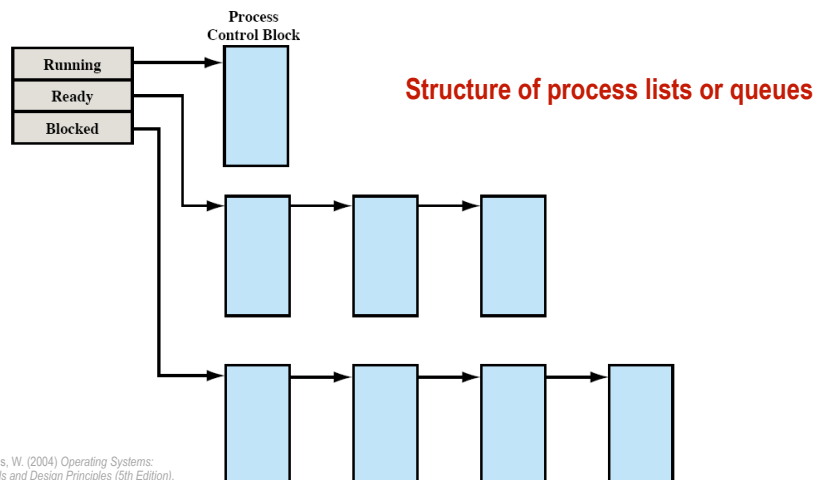 Process
Control Block
Running
Ready
Blocked
Structure of process lists or queues
W. (2004) Operating Systems:
and Design Principles (5th Edition).